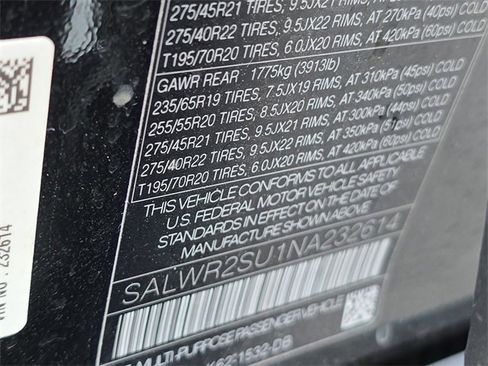 275/45R21 TIRES, 9.5JX21 RIMS, AT
275/40R22 TIRES, 9.5JX22 RIMS, AT 270kPa (40psi) COLD
T195/70R20 TIRES, 6.0JX20 RIMS, AT 420kPa (60psi) COLD
GAWR REAR : 1775kg (3913lb)
235/65R19 TIRES, 7.5JX19 RIMS, AT 310kPa (45psi) COLD
255/55R20 TIRES, 8.5JX20 RIMS, AT 340kPa (50psi) COLD
275/45R21 TIRES, 9.5JX21 RIMS, AT 300kPa (44psi) COLD
275/40R22 TIRES, 9.5JX22 RIMS, AT 350kPa (51psi) COLD
T195/70R20 TIRES, 6.0JX20 RIMS, AT 420kPa (60psi) COLD
THIS VEHICLE CONFORMS TO ALL APPLICABLE
U.S. FEDERAL MOTOR VEHICLE SAFETY
STANDARDS IN EFFECT ON THE DATE OF
MANUFACTURE SHOWN ABOVE
SALWR2SU1NA232614
MULTI-PURPOSE PASSENGER VEHICLE
VIN NO : 232614